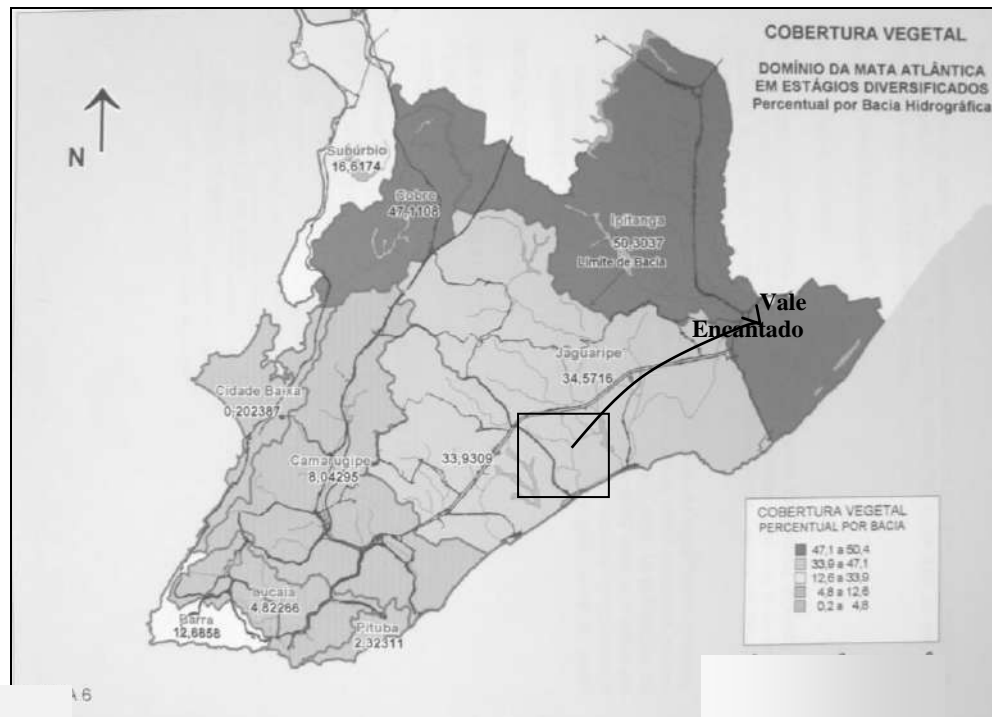 COBERTURA VEGETAL
DOMÍNIO DA MATA ATLÂNTICA
EM ESTÁGIOS DIVERSIFICADOS
Percentual por Bacia Hidrográfica
N
Subúrbio
16,6174
Cobre
47,1108
Ipitanga
50,3037
Limite de Bacia
Vale
Encantado
Jaguaripe
34,5716
Cidade Baixa
0,202387
Camarugipe
8,04295
33,9309
Lucaia
4,82266
Barra
12,6858
Pituba
2,32311
COBERTURA VEGETAL
PERCENTUAL POR BACIA
47,1 a 50,4
33,9 a 47,1
12,6 a 33,9
4,8 a 12,6
0,2 a 4,8